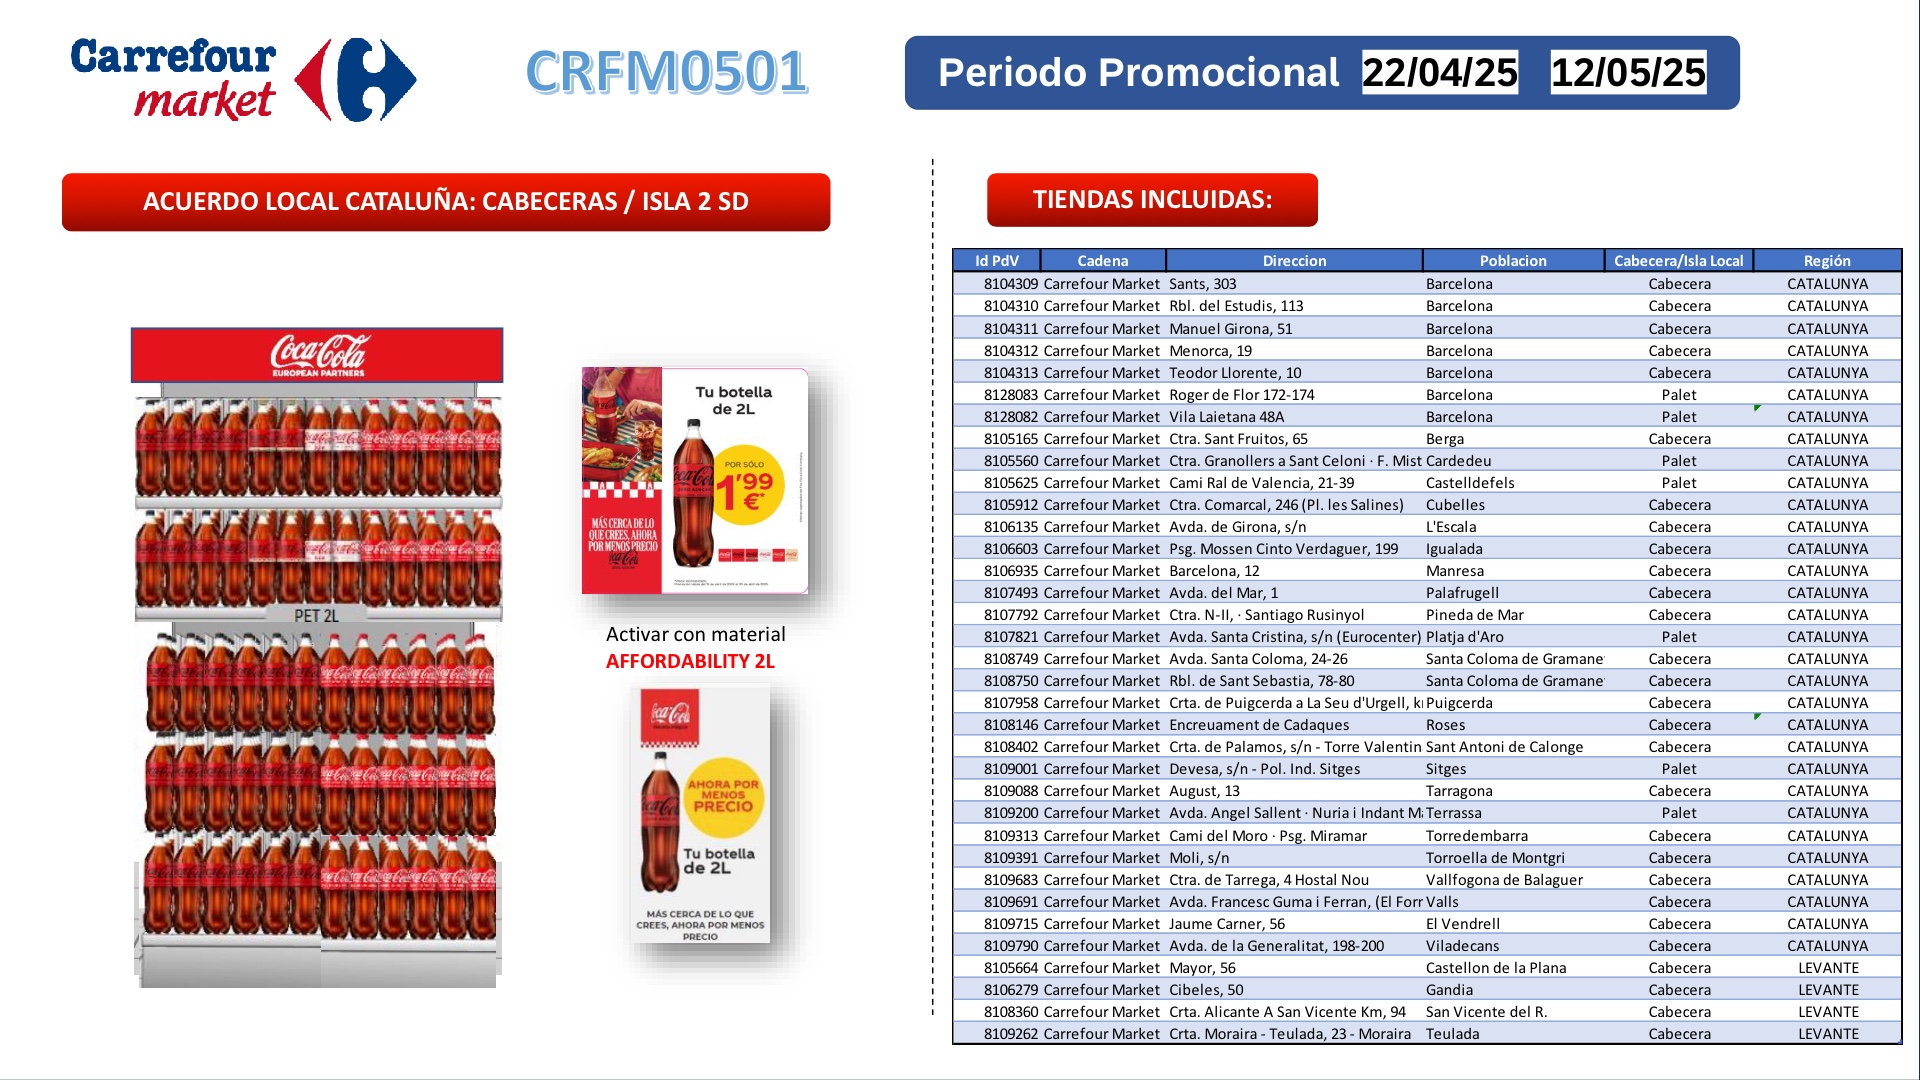 Carrefour
market
CRFM0501
Periodo Promocional 22/04/25 12/05/25
ACUERDO LOCAL CATALUÑA: CABECERAS / ISLA 2 SD
Coca-Cola
EUROPEAN PARTNERS
PET 2L
Tu botella
de 2L
POR SÓLO
1'99
€*
MÁS CERCA DE LO
QUE CREES, AHORA
POR MENOS PRECIO
Coca-Cola
Activar con material
AFFORDABILITY 2L
Coca-Cola
AHORA POR
MENOS
PRECIO
Tu botella
de 2L
MÁS CERCA DE LO QUE
CREES, AHORA POR MENOS
PRECIO
TIENDAS INCLUIDAS:
Id PdV Cadena Direccion Poblacion Cabecera/Isla Local Región
8104309 Carrefour Market Sants, 303 Barcelona Cabecera CATALUNYA
8104310 Carrefour Market Rbl. del Estudis, 113 Barcelona Cabecera CATALUNYA
8104311 Carrefour Market Manuel Girona, 51 Barcelona Cabecera CATALUNYA
8104312 Carrefour Market Menorca, 19 Barcelona Cabecera CATALUNYA
8104313 Carrefour Market Teodor Llorente, 10 Barcelona Cabecera CATALUNYA
8128083 Carrefour Market Roger de Flor 172-174 Barcelona Palet CATALUNYA
8128082 Carrefour Market Vila Laietana 48A Barcelona Palet CATALUNYA
8105165 Carrefour Market Ctra. Sant Fruitos, 65 Berga Cabecera CATALUNYA
8105560 Carrefour Market Ctra. Granollers a Sant Celoni · F. Mist Cardedeu Palet CATALUNYA
8105625 Carrefour Market Cami Ral de Valencia, 21-39 Castelldefels Palet CATALUNYA
8105912 Carrefour Market Ctra. Comarcal, 246 (Pl. les Salines) Cubelles Cabecera CATALUNYA
8106135 Carrefour Market Avda. de Girona, s/n L'Escala Cabecera CATALUNYA
8106603 Carrefour Market Psg. Mossen Cinto Verdaguer, 199 Igualada Cabecera CATALUNYA
8106935 Carrefour Market Barcelona, 12 Manresa Cabecera CATALUNYA
8107493 Carrefour Market Avda. del Mar, 1 Palafrugell Cabecera CATALUNYA
8107792 Carrefour Market Ctra. N-II, · Santiago Rusinyol Pineda de Mar Cabecera CATALUNYA
8107821 Carrefour Market Avda. Santa Cristina, s/n (Eurocenter) Platja d'Aro Palet CATALUNYA
8108749 Carrefour Market Avda. Santa Coloma, 24-26 Santa Coloma de Gramane Cabecera CATALUNYA
8108750 Carrefour Market Rbl. de Sant Sebastia, 78-80 Santa Coloma de Gramane Cabecera CATALUNYA
8107958 Carrefour Market Crta. de Puigcerda a La Seu d'Urgell, k Puigcerda Cabecera CATALUNYA
8108146 Carrefour Market Encreuament de Cadaques Roses Cabecera CATALUNYA
8108402 Carrefour Market Crta. de Palamos, s/n - Torre Valentin Sant Antoni de Calonge Cabecera CATALUNYA
8109001 Carrefour Market Devesa, s/n - Pol. Ind. Sitges Sitges Palet CATALUNYA
8109088 Carrefour Market August, 13 Tarragona Cabecera CATALUNYA
8109200 Carrefour Market Avda. Angel Sallent · Nuria i Indant M Terrassa Palet CATALUNYA
8109313 Carrefour Market Cami del Moro · Psg. Miramar Torredembarra Cabecera CATALUNYA
8109391 Carrefour Market Moli, s/n Torroella de Montgri Cabecera CATALUNYA
8109683 Carrefour Market Ctra. de Tarrega, 4 Hostal Nou Vallfogona de Balaguer Cabecera CATALUNYA
8109691 Carrefour Market Avda. Francesc Guma i Ferran, (El Forr Valls Cabecera CATALUNYA
8109715 Carrefour Market Jaume Carner, 56 El Vendrell Cabecera CATALUNYA
8109790 Carrefour Market Avda. de la Generalitat, 198-200 Viladecans Cabecera CATALUNYA
8105664 Carrefour Market Mayor, 56 Castellon de la Plana Cabecera LEVANTE
8106279 Carrefour Market Cibeles, 50 Gandia Cabecera LEVANTE
8108360 Carrefour Market Crta. Alicante A San Vicente Km, 94 San Vicente del R. Cabecera LEVANTE
8109262 Carrefour Market Crta. Moraira - Teulada, 23 - Moraira Teulada Cabecera LEVANTE